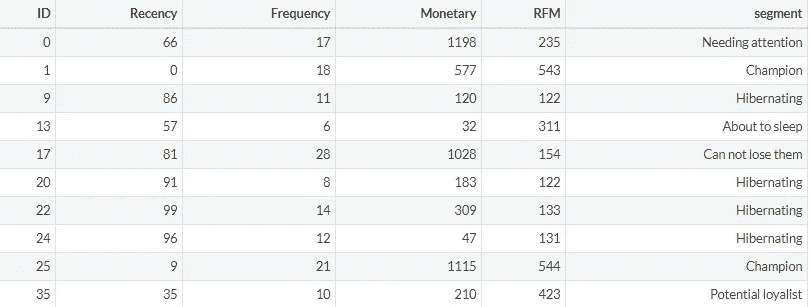 ID Recency Frequency Monetary RFM segment
0 66 17 1198 235 Needing attention
1 0 18 577 543 Champion
9 86 11 120 122 Hibernating
13 57 6 32 311 About to sleep
17 81 28 1028 154 Can not lose them
20 91 8 183 122 Hibernating
22 99 14 309 133 Hibernating
24 96 12 47 131 Hibernating
25 9 21 1115 544 Champion
35 35 10 210 423 Potential loyalist